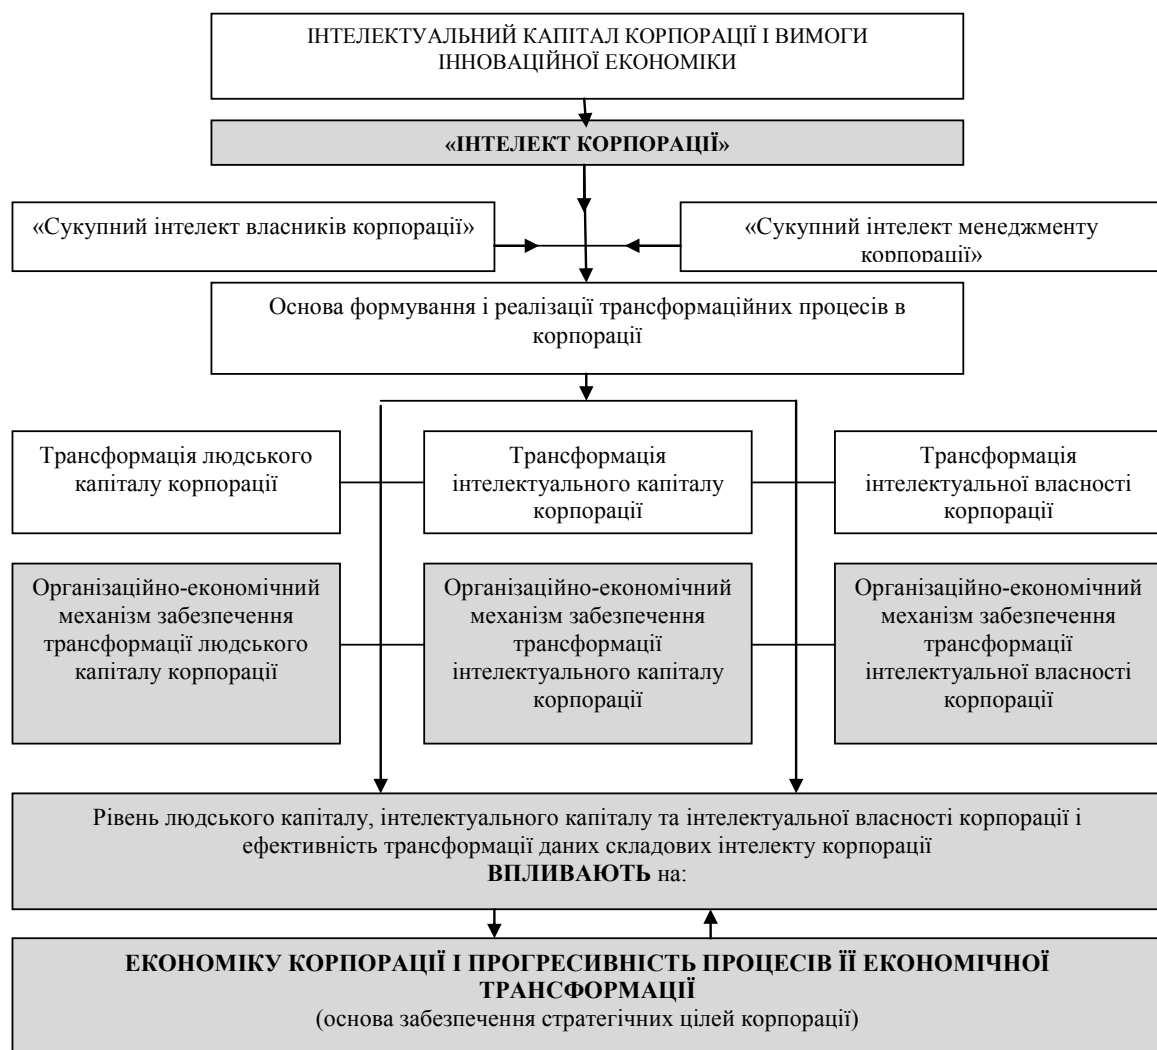 ІНТЕЛЕКТУАЛЬНИЙ КАПІТАЛ КОРПОРАЦІЇ І ВИМОГИ
ІННОВАЦІЙНОЇ ЕКОНОМІКИ
«ІНТЕЛЕКТ КОРПОРАЦІЇ»
«Сукупний інтелект власників корпорації»
«Сукупний інтелект менеджменту
корпорації»
Основа формування і реалізації трансформаційних процесів в
корпорації
Трансформація людського
капіталу корпорації
Трансформація
інтелектуального капіталу
корпорації
Трансформація
інтелектуальної власності
корпорації
Організаційно-економічний
механізм забезпечення
трансформації людського
капіталу корпорації
Організаційно-економічний
механізм забезпечення
трансформації
інтелектуального капіталу
корпорації
Організаційно-економічний
механізм забезпечення
трансформації
інтелектуальної власності
корпорації
Рівень людського капіталу, інтелектуального капіталу та інтелектуальної власності корпорації і
ефективність трансформації даних складових інтелекту корпорації
ВПЛИВАЮТЬ на:
ЕКОНОМІКУ КОРПОРАЦІЇ І ПРОГРЕСИВНІСТЬ ПРОЦЕСІВ ЇЇ ЕКОНОМІЧНОЇ
ТРАНСФОРМАЦІЇ
(основа забезпечення стратегічних цілей корпорації)